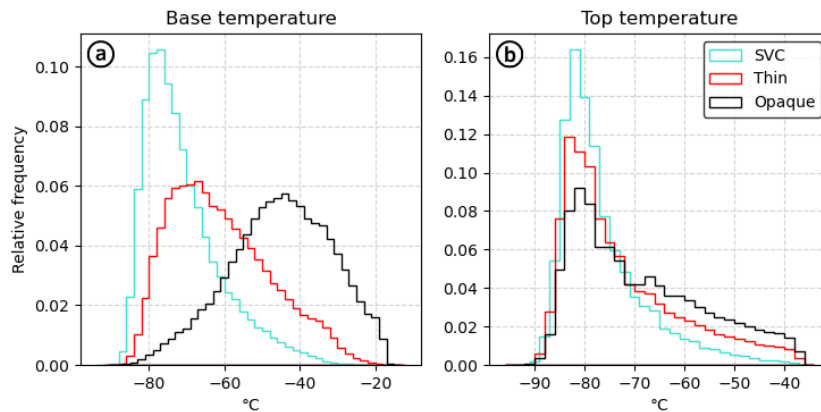 Base temperature
Top temperature
a
b
SVC
Thin
Opaque
Relative frequency
0.10
0.08
0.06
0.04
0.02
0.00
0.16
0.14
0.12
0.10
0.08
0.06
0.04
0.02
0.00
−80 −60 −40 −20
−90 −80 −70 −60 −50 −40
°C
°C